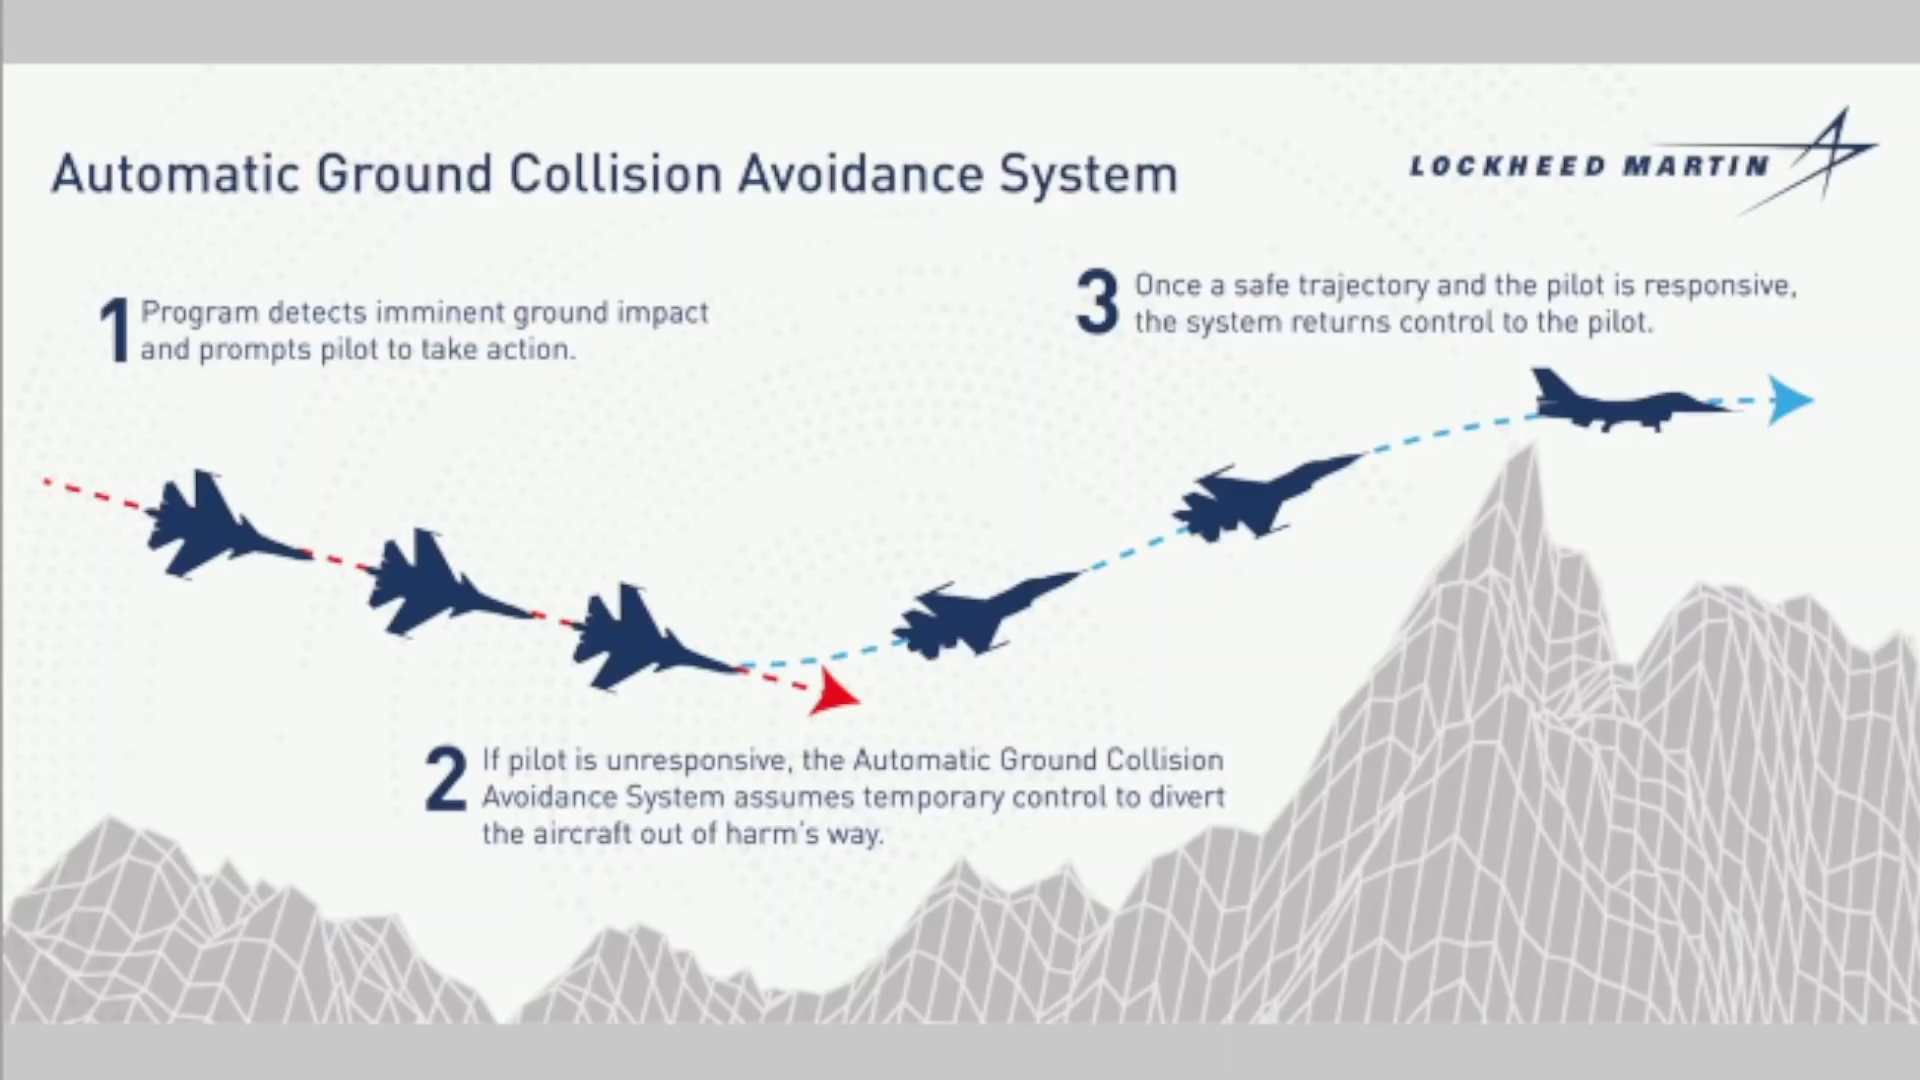 Automatic Ground Collision Avoidance System
LOCKHEED MARTIN
1 Program detects imminent ground impact
and prompts pilot to take action.
3 Once a safe trajectory and the pilot is responsive,
the system returns control to the pilot.
2 If pilot is unresponsive, the Automatic Ground Collision
Avoidance System assumes temporary control to divert
the aircraft out of harm's way.